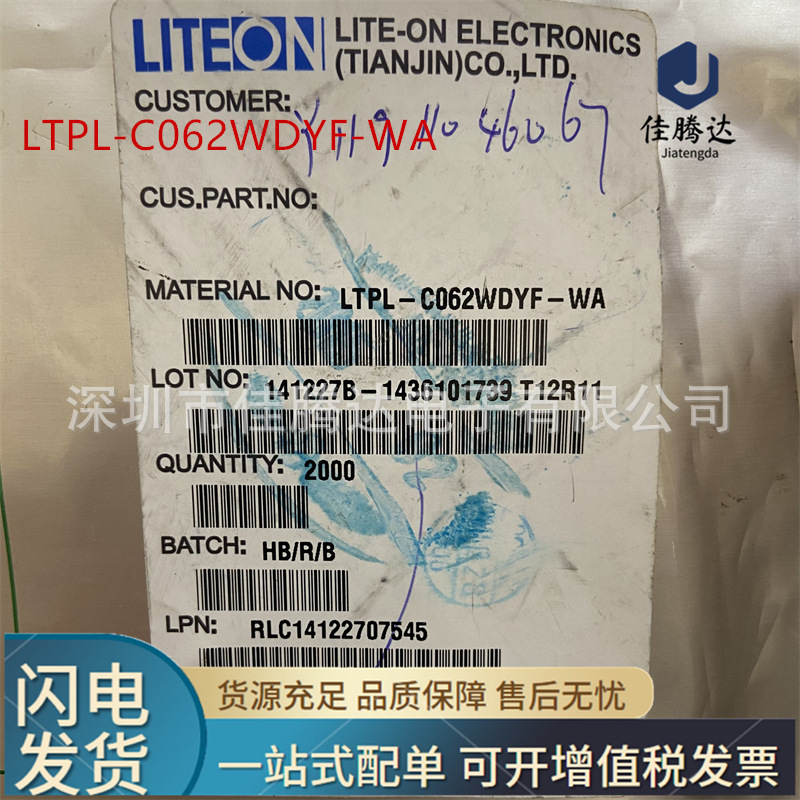 LITEON LITE-ON ELECTRONICS
(TIANJIN)CO.,LTD.
佳腾达
Jiatengda
CUSTOMER:
LTPL-C062WDYF-WA
CUS.PART.NO:
MATERIAL NO: LTPL-C062WDYF-WA
LOT NO: 141227B-1436101739 T12R11
深圳市佳腾达电子有限公司
QUANTITY: 2000
BATCH: HB/R/B
LPN: RLC14122707545
闪电
发货
货源充足 品质保障 售后无忧
一站式配单 可开增值税发票